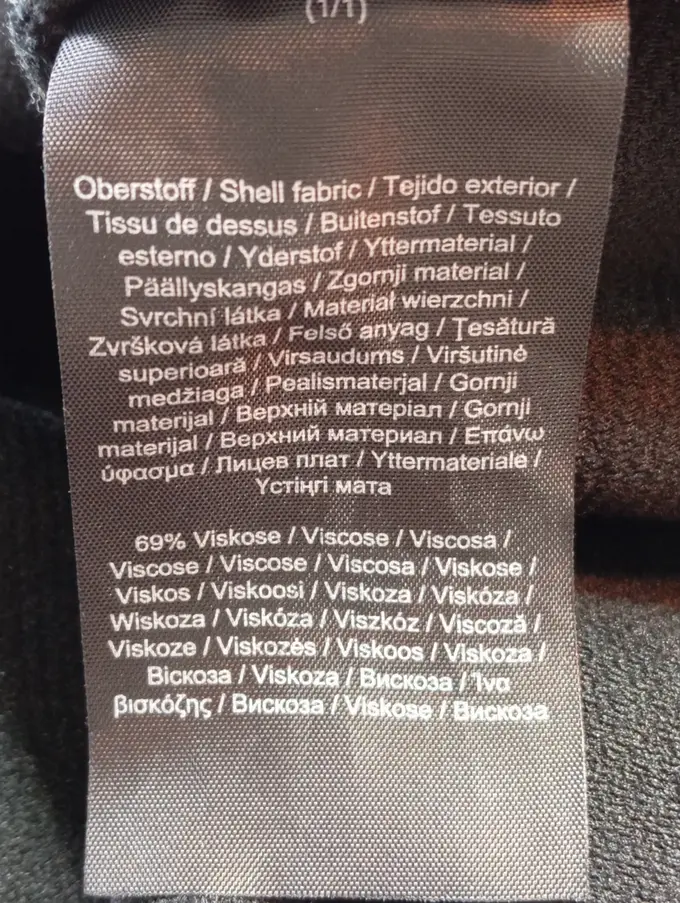 (1/1)
Oberstoff / Shell fabric / Tejido exterior /
Tissu de dessus / Buitenstof / Tessuto
esterno / Yderstof / Yttermaterial /
Päällyskangas / Zgornji material /
Svrchní látka / Materiał wierzchni /
Zvršková látka / Felső anyag / Țesătură
superioară / Virsaudums / Viršutinė
medžiaga / Pealismaterjal / Gornji
materijal / Верхній матеріал / Gornji
materijal / Верхний материал / Επάνω
ύφασμα / Лицев плат / Yttermateriale /
Үстіңгі мата
69% Viskose / Viscose / Viscosa /
Viscose / Viscose / Viscosa / Viskose /
Viskos / Viskoosi / Viskoza / Viskóza /
Wiskoza / Viskóza / Viszkóz / Viscoză /
Viskoze / Viskozės / Viskoos / Viskoza /
Віскоза / Viskoza / Вискоза / Ίνα
βισκόζης / Вискоза / Viskose / Вискоза